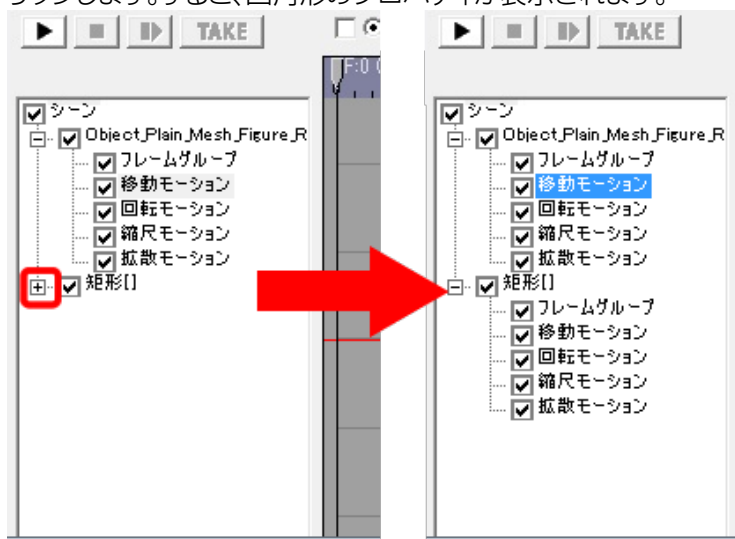 TAKE
F:0
シーン
Object_Plain_Mesh_Figure_R
フレームグループ
移動モーション
回転モーション
縮尺モーション
拡散モーション
矩形[]
TAKE
シーン
Object_Plain_Mesh_Figure_R
フレームグループ
移動モーション
回転モーション
縮尺モーション
拡散モーション
矩形[]
フレームグループ
移動モーション
回転モーション
縮尺モーション
拡散モーション